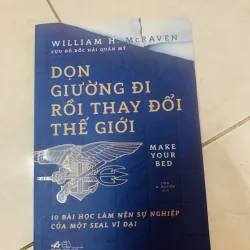 WILLIAM H. McRAVEN
CỰU ĐÔ ĐỐC HẢI QUÂN MỸ
DỌN
GIƯỜNG ĐI
RỒI THAY ĐỔI
THẾ GIỚI
MAKE
YOUR
BED
10 BÀI HỌC LÀM NÊN SỰ NGHIỆP
CỦA MỘT SEAL VĨ ĐẠI